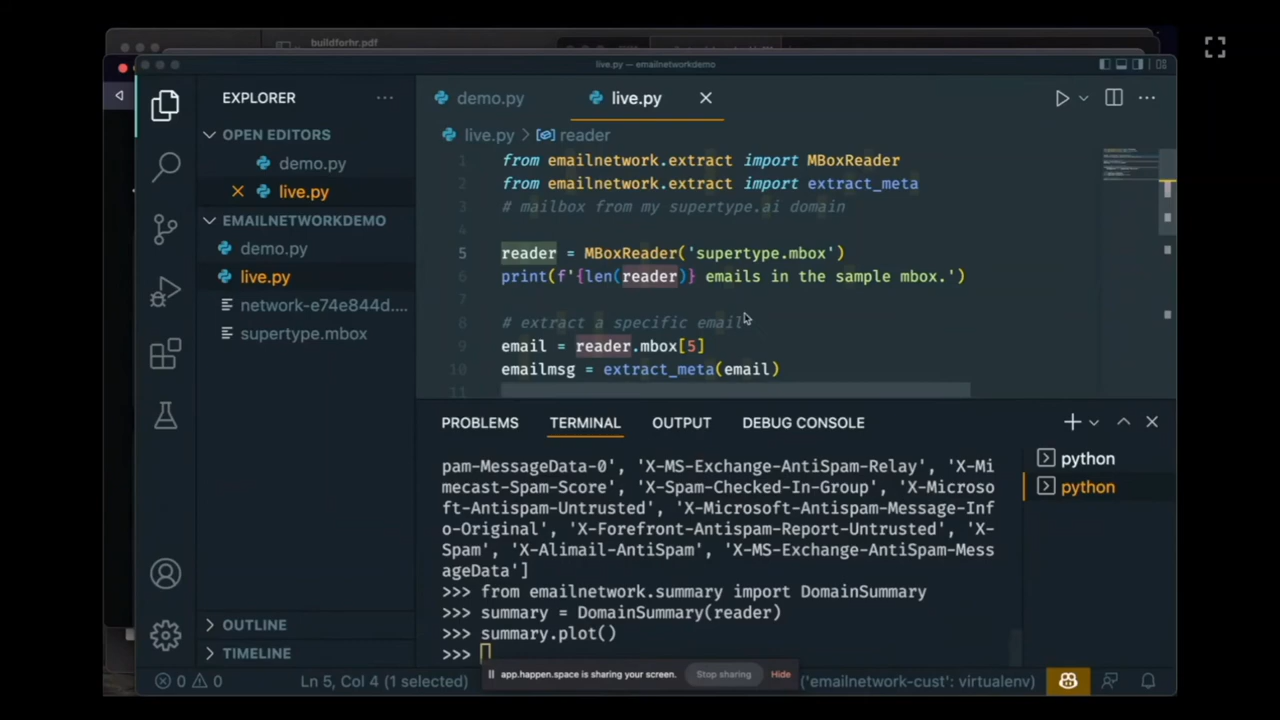 buildforhr.pdf
live.py — emailnetworkdemo
EXPLORER
demo.py
live.py
OPEN EDITORS
demo.py
live.py
EMAILNETWORKDEMO
demo.py
live.py
network-e74e844d....
supertype.mbox
OUTLINE
TIMELINE
live.py > reader
1 from emailnetwork.extract import MBoxReader
2 from emailnetwork.extract import extract_meta
3 # mailbox from my supertype.ai domain
4
5 reader = MBoxReader('supertype.mbox')
6 print(f'{len(reader)} emails in the sample mbox.')
7
8 # extract a specific email
9 email = reader.mbox[5]
10 emailmsg = extract_meta(email)
11
PROBLEMS TERMINAL OUTPUT DEBUG CONSOLE
pam-MessageData-0', 'X-MS-Exchange-AntiSpam-Relay', 'X-Mi
mecast-Spam-Score', 'X-Spam-Checked-In-Group', 'X-Microso
ft-Antispam-Untrusted', 'X-Microsoft-Antispam-Message-Inf
o-Original', 'X-Forefront-Antispam-Report-Untrusted', 'X-
Spam', 'X-Alimail-AntiSpam', 'X-MS-Exchange-AntiSpam-Mess
ageData']
>>> from emailnetwork.summary import DomainSummary
>>> summary = DomainSummary(reader)
>>> summary.plot()
>>>
python
python
app.happen.space is sharing your screen. Stop sharing Hide
0 0 Ln 5, Col 4 (1 selected) ('emailnetwork-cust': virtualenv)